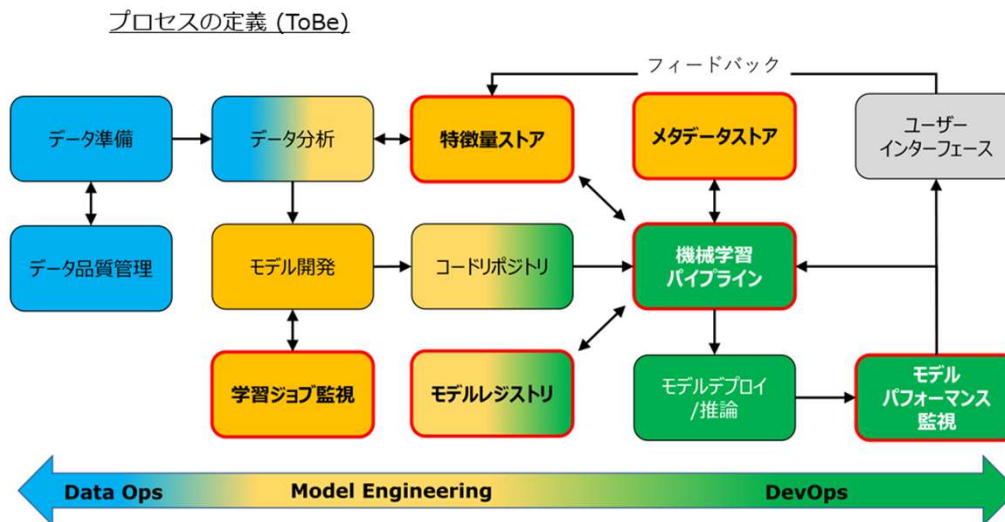 プロセスの定義 (ToBe)
フィードバック
データ準備
データ分析
特徴量ストア
メタデータストア
ユーザー
インターフェース
データ品質管理
モデル開発
コードリポジトリ
機械学習
パイプライン
学習ジョブ監視
モデルレジストリ
モデルデプロイ
/推論
モデル
パフォーマンス
監視
Data Ops
Model Engineering
DevOps